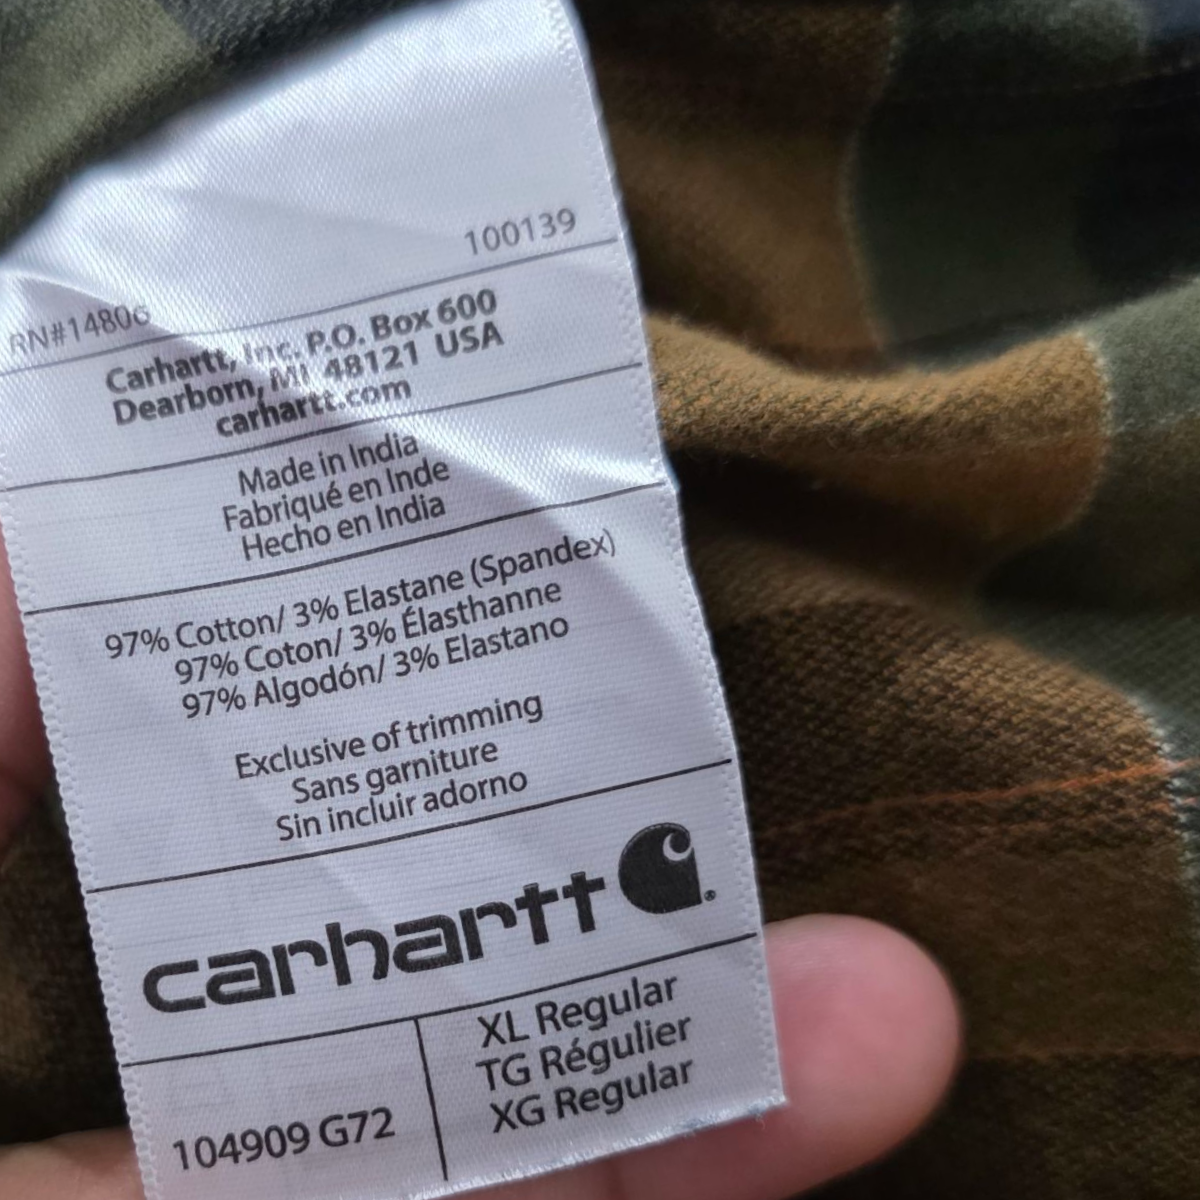 100139
RN#14806
Carhartt, Inc. P.O. Box 600
Dearborn, MI 48121 USA
carhartt.com
Made in India
Fabriqué en Inde
Hecho en India
97% Cotton/ 3% Elastane (Spandex)
97% Coton/ 3% Élasthanne
97% Algodón/ 3% Elastano
Exclusive of trimming
Sans garniture
Sin incluir adorno
carhartt
XL Regular
TG Régulier
XG Regular
104909 G72